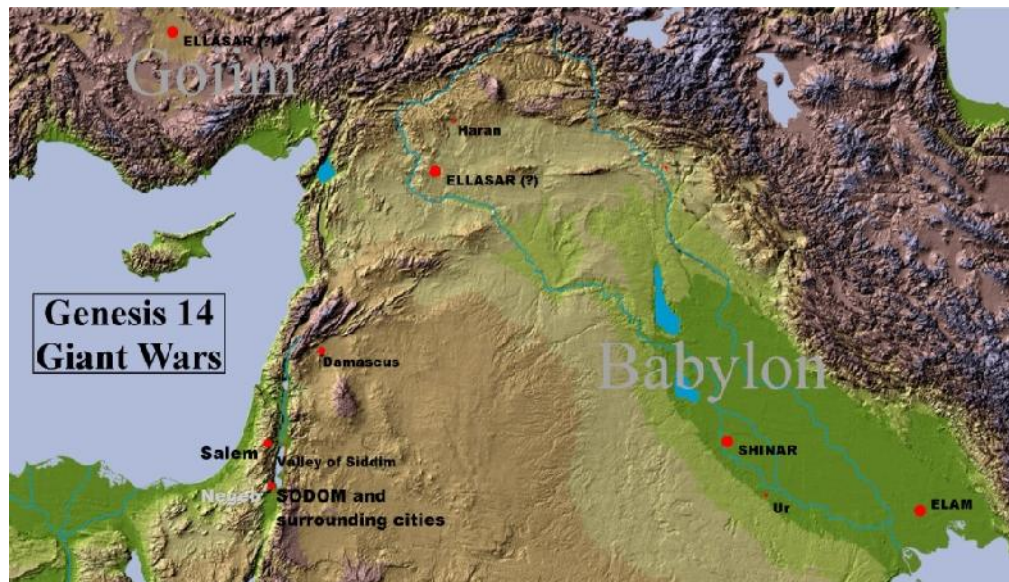 ELLASAR (?)
Goiim
Haran
ELLASAR (?)
Genesis 14
Giant Wars
Damascus
Babylon
Salem
Valley of Siddim
SHINAR
Negeb
SODOM and
surrounding cities
Ur
ELAM